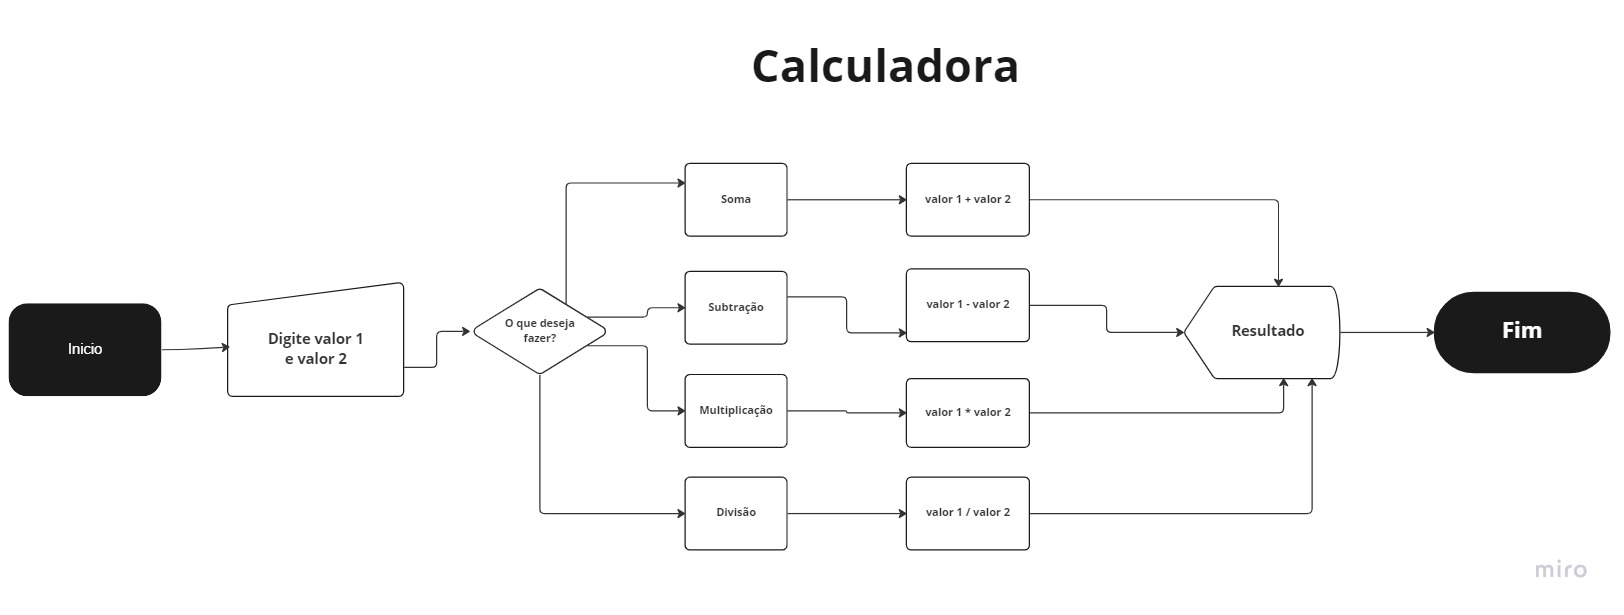 Calculadora
Inicio
Digite valor 1
e valor 2
O que deseja
fazer?
Soma
valor 1 + valor 2
Subtração
valor 1 - valor 2
Multiplicação
valor 1 * valor 2
Divisão
valor 1 / valor 2
Resultado
Fim
miro